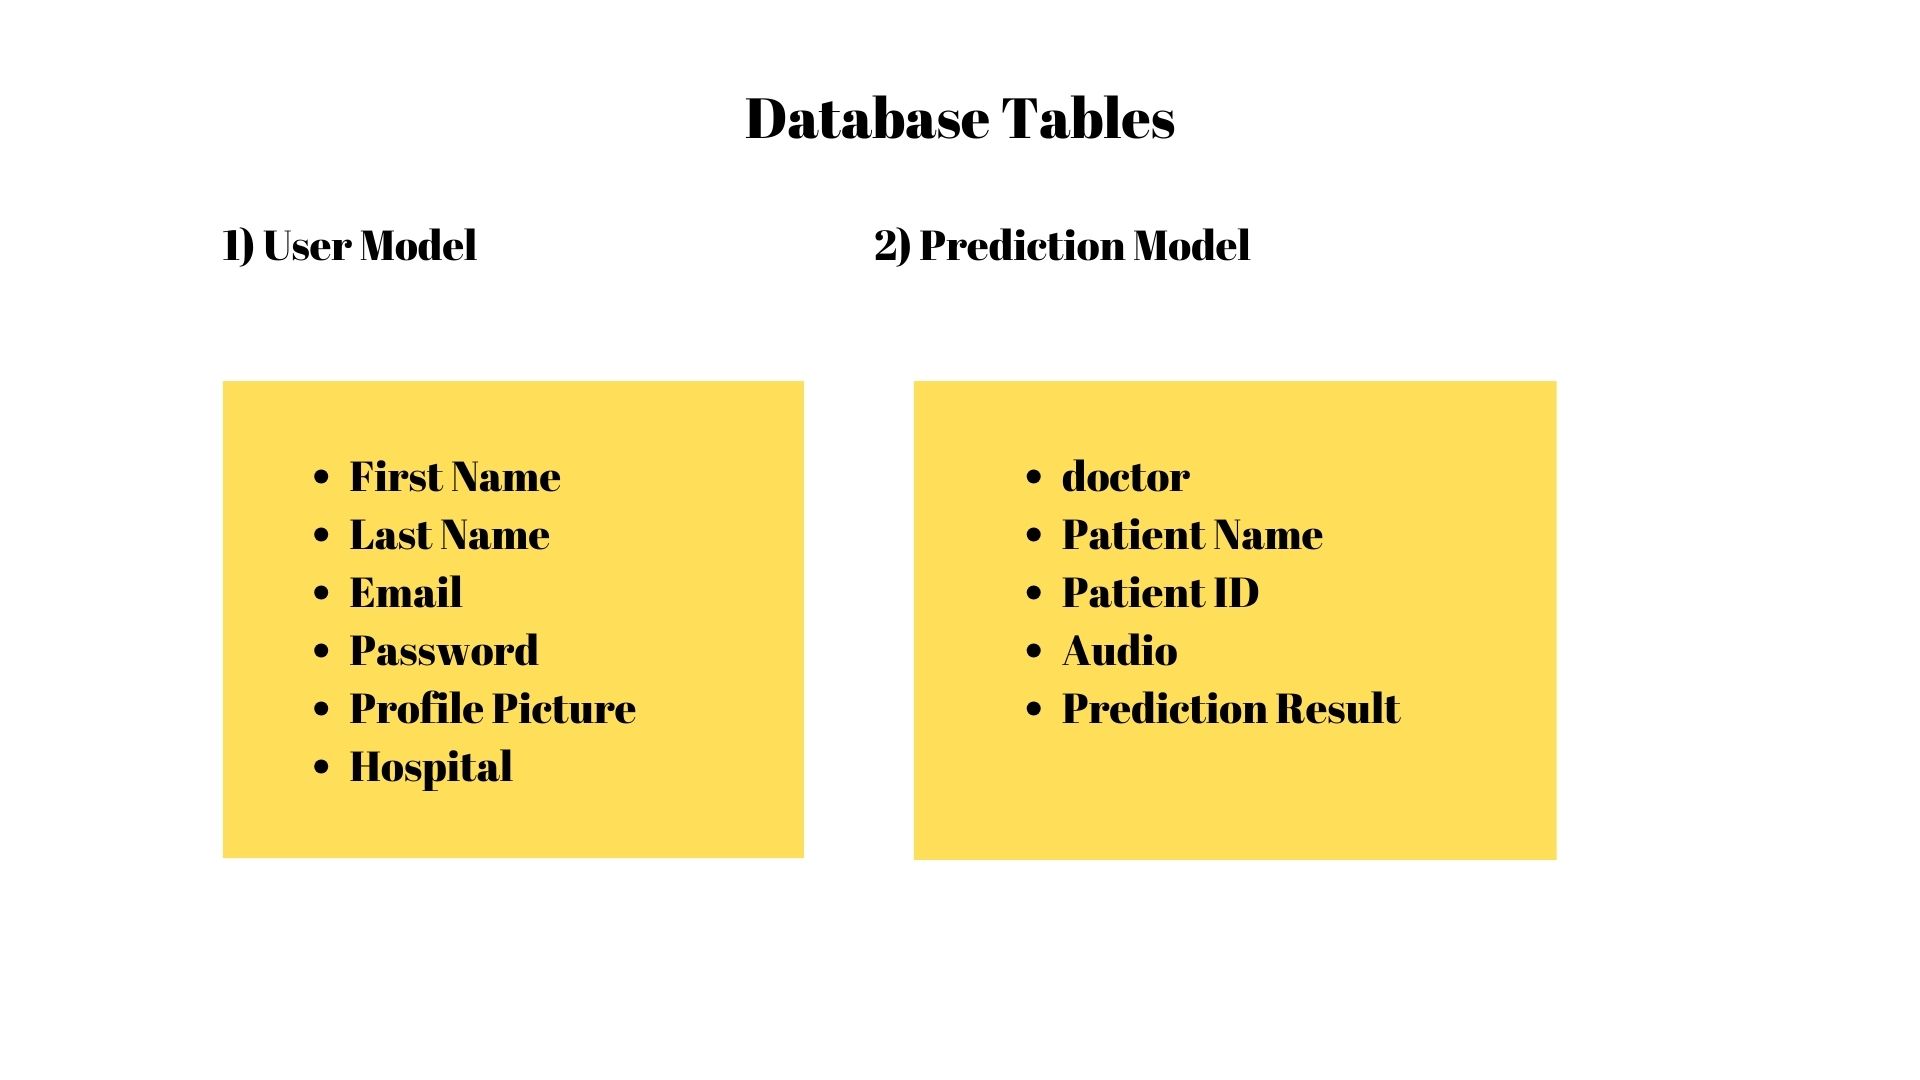 Database Tables
1) User Model
2) Prediction Model
• First Name
• Last Name
• Email
• Password
• Profile Picture
• Hospital
• doctor
• Patient Name
• Patient ID
• Audio
• Prediction Result